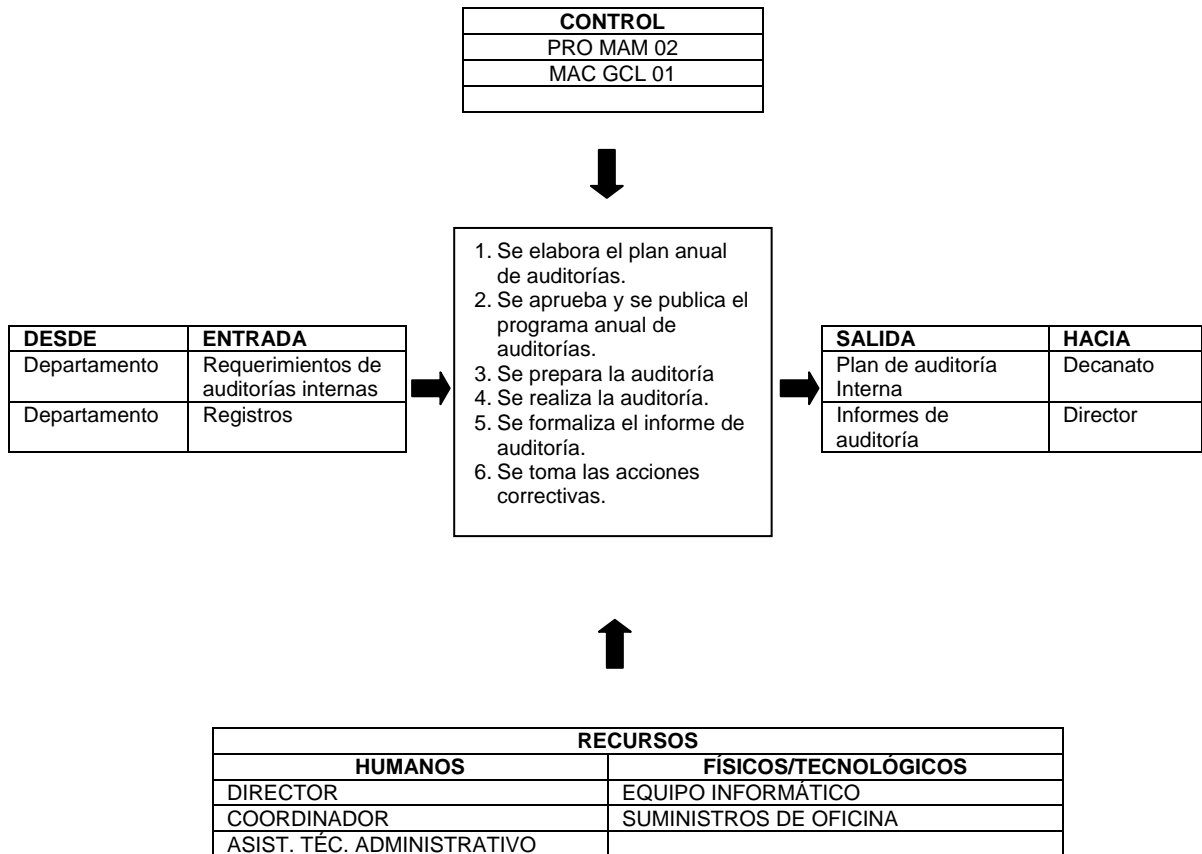 CONTROL
PRO MAM 02
MAC GCL 01
1. Se elabora el plan anual
de auditorías.
2. Se aprueba y se publica el
programa anual de
auditorías.
3. Se prepara la auditoría
4. Se realiza la auditoría.
5. Se formaliza el informe de
auditoría.
6. Se toma las acciones
correctivas.
DESDE ENTRADA
Departamento Requerimientos de
auditorías internas
Departamento Registros
SALIDA HACIA
Plan de auditoría Decanato
Interna
Informes de Director
auditoría
RECURSOS
HUMANOS FÍSICOS/TECNOLÓGICOS
DIRECTOR EQUIPO INFORMÁTICO
COORDINADOR SUMINISTROS DE OFICINA
ASIST. TÉC. ADMINISTRATIVO